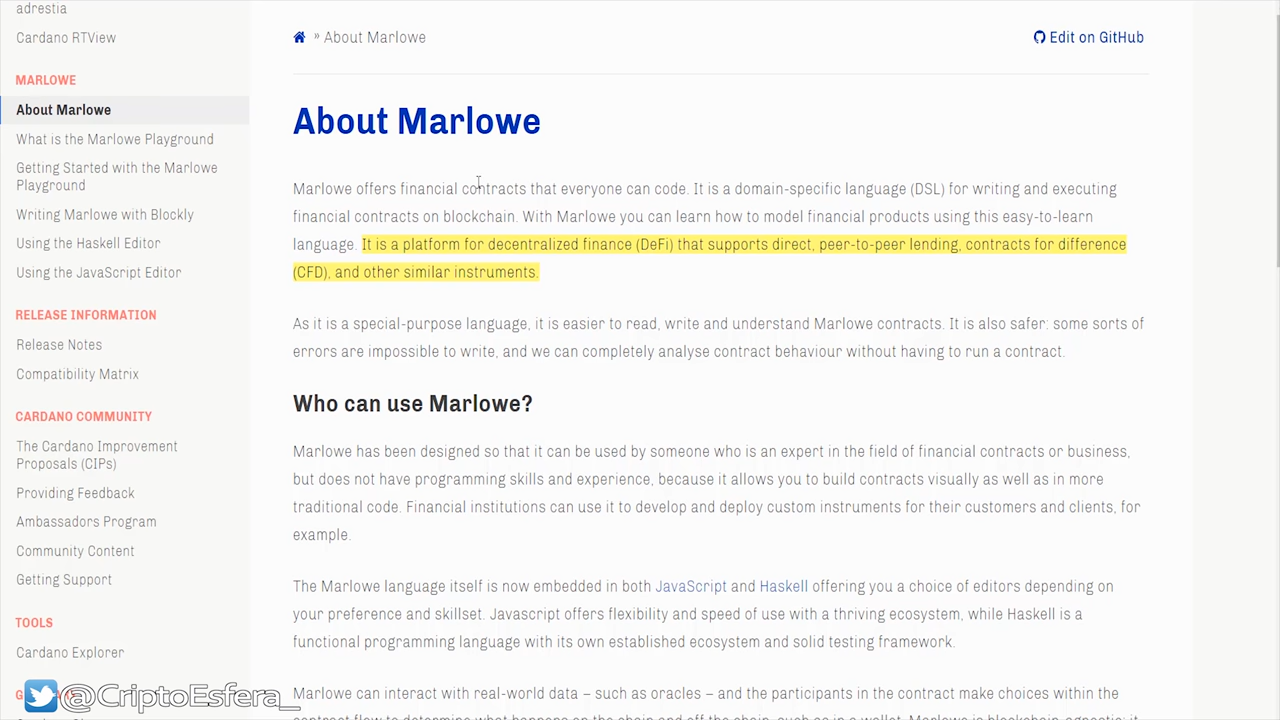 adrestia
Cardano RTView
MARLOWE
About Marlowe
What is the Marlowe Playground
Getting Started with the Marlowe
Playground
Writing Marlowe with Blockly
Using the Haskell Editor
Using the JavaScript Editor
RELEASE INFORMATION
Release Notes
Compatibility Matrix
CARDANO COMMUNITY
The Cardano Improvement
Proposals (CIPs)
Providing Feedback
Ambassadors Program
Community Content
Getting Support
TOOLS
Cardano Explorer
@CriptoEsfera_
» About Marlowe
Edit on GitHub
About Marlowe
Marlowe offers financial contracts that everyone can code. It is a domain-specific language (DSL) for writing and executing
financial contracts on blockchain. With Marlowe you can learn how to model financial products using this easy-to-learn
language. It is a platform for decentralized finance (DeFi) that supports direct, peer-to-peer lending, contracts for difference
(CFD), and other similar instruments.
As it is a special-purpose language, it is easier to read, write and understand Marlowe contracts. It is also safer: some sorts of
errors are impossible to write, and we can completely analyse contract behaviour without having to run a contract.
Who can use Marlowe?
Marlowe has been designed so that it can be used by someone who is an expert in the field of financial contracts or business,
but does not have programming skills and experience, because it allows you to build contracts visually as well as in more
traditional code. Financial institutions can use it to develop and deploy custom instruments for their customers and clients, for
example.
The Marlowe language itself is now embedded in both JavaScript and Haskell offering you a choice of editors depending on
your preference and skillset. Javascript offers flexibility and speed of use with a thriving ecosystem, while Haskell is a
functional programming language with its own established ecosystem and solid testing framework.
Marlowe can interact with real-world data – such as oracles – and the participants in the contract make choices within the